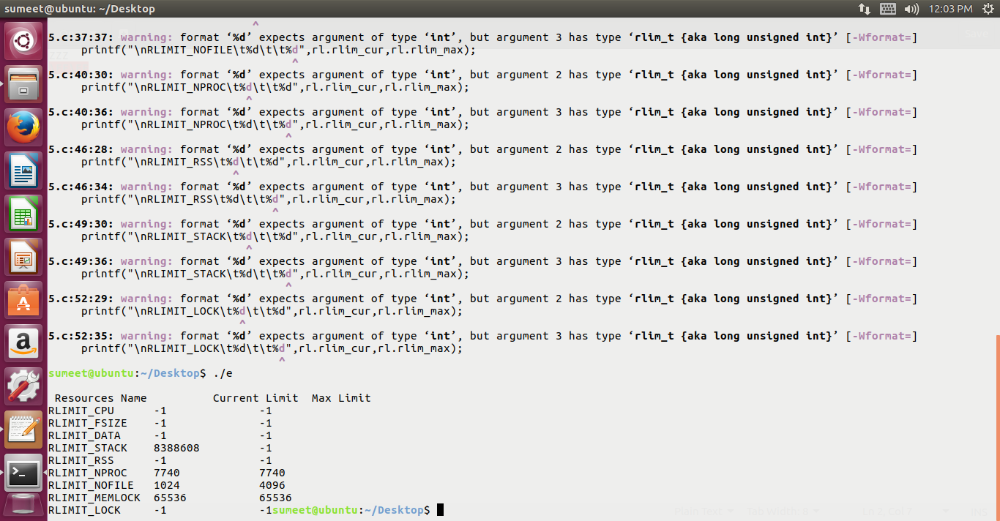 sumeet@ubuntu: ~/Desktop
12:03 PM
^
5.c:37:37: warning: format ‘%d’ expects argument of type ‘int’, but argument 3 has type ‘rlim_t {aka long unsigned int}’ [-Wformat=]
     printf("\nRLIMIT_NOFILE\t%d\t\t%d",rl.rlim_cur,rl.rlim_max);
^
5.c:40:30: warning: format ‘%d’ expects argument of type ‘int’, but argument 2 has type ‘rlim_t {aka long unsigned int}’ [-Wformat=]
     printf("\nRLIMIT_NPROC\t%d\t\t%d",rl.rlim_cur,rl.rlim_max);
^
5.c:40:36: warning: format ‘%d’ expects argument of type ‘int’, but argument 3 has type ‘rlim_t {aka long unsigned int}’ [-Wformat=]
     printf("\nRLIMIT_NPROC\t%d\t\t%d",rl.rlim_cur,rl.rlim_max);
^
5.c:46:28: warning: format ‘%d’ expects argument of type ‘int’, but argument 2 has type ‘rlim_t {aka long unsigned int}’ [-Wformat=]
     printf("\nRLIMIT_RSS\t%d\t\t%d",rl.rlim_cur,rl.rlim_max);
^
5.c:46:34: warning: format ‘%d’ expects argument of type ‘int’, but argument 3 has type ‘rlim_t {aka long unsigned int}’ [-Wformat=]
     printf("\nRLIMIT_RSS\t%d\t\t%d",rl.rlim_cur,rl.rlim_max);
^
5.c:49:30: warning: format ‘%d’ expects argument of type ‘int’, but argument 2 has type ‘rlim_t {aka long unsigned int}’ [-Wformat=]
     printf("\nRLIMIT_STACK\t%d\t\t%d",rl.rlim_cur,rl.rlim_max);
^
5.c:49:36: warning: format ‘%d’ expects argument of type ‘int’, but argument 3 has type ‘rlim_t {aka long unsigned int}’ [-Wformat=]
     printf("\nRLIMIT_STACK\t%d\t\t%d",rl.rlim_cur,rl.rlim_max);
^
5.c:52:29: warning: format ‘%d’ expects argument of type ‘int’, but argument 2 has type ‘rlim_t {aka long unsigned int}’ [-Wformat=]
     printf("\nRLIMIT_LOCK\t%d\t\t%d",rl.rlim_cur,rl.rlim_max);
^
5.c:52:35: warning: format ‘%d’ expects argument of type ‘int’, but argument 3 has type ‘rlim_t {aka long unsigned int}’ [-Wformat=]
     printf("\nRLIMIT_LOCK\t%d\t\t%d",rl.rlim_cur,rl.rlim_max);
^
sumeet@ubuntu:~/Desktop$ ./e
 Resources Name          Current Limit  Max Limit
RLIMIT_CPU      -1              -1
RLIMIT_FSIZE    -1              -1
RLIMIT_DATA     -1              -1
RLIMIT_STACK    8388608         -1
RLIMIT_RSS      -1              -1
RLIMIT_NPROC    7740            7740
RLIMIT_NOFILE   1024            4096
RLIMIT_MEMLOCK  65536           65536
RLIMIT_LOCK     -1              -1sumeet@ubuntu:~/Desktop$
Plain Text  Tab Width: 8  Ln 2, Col 7  INS